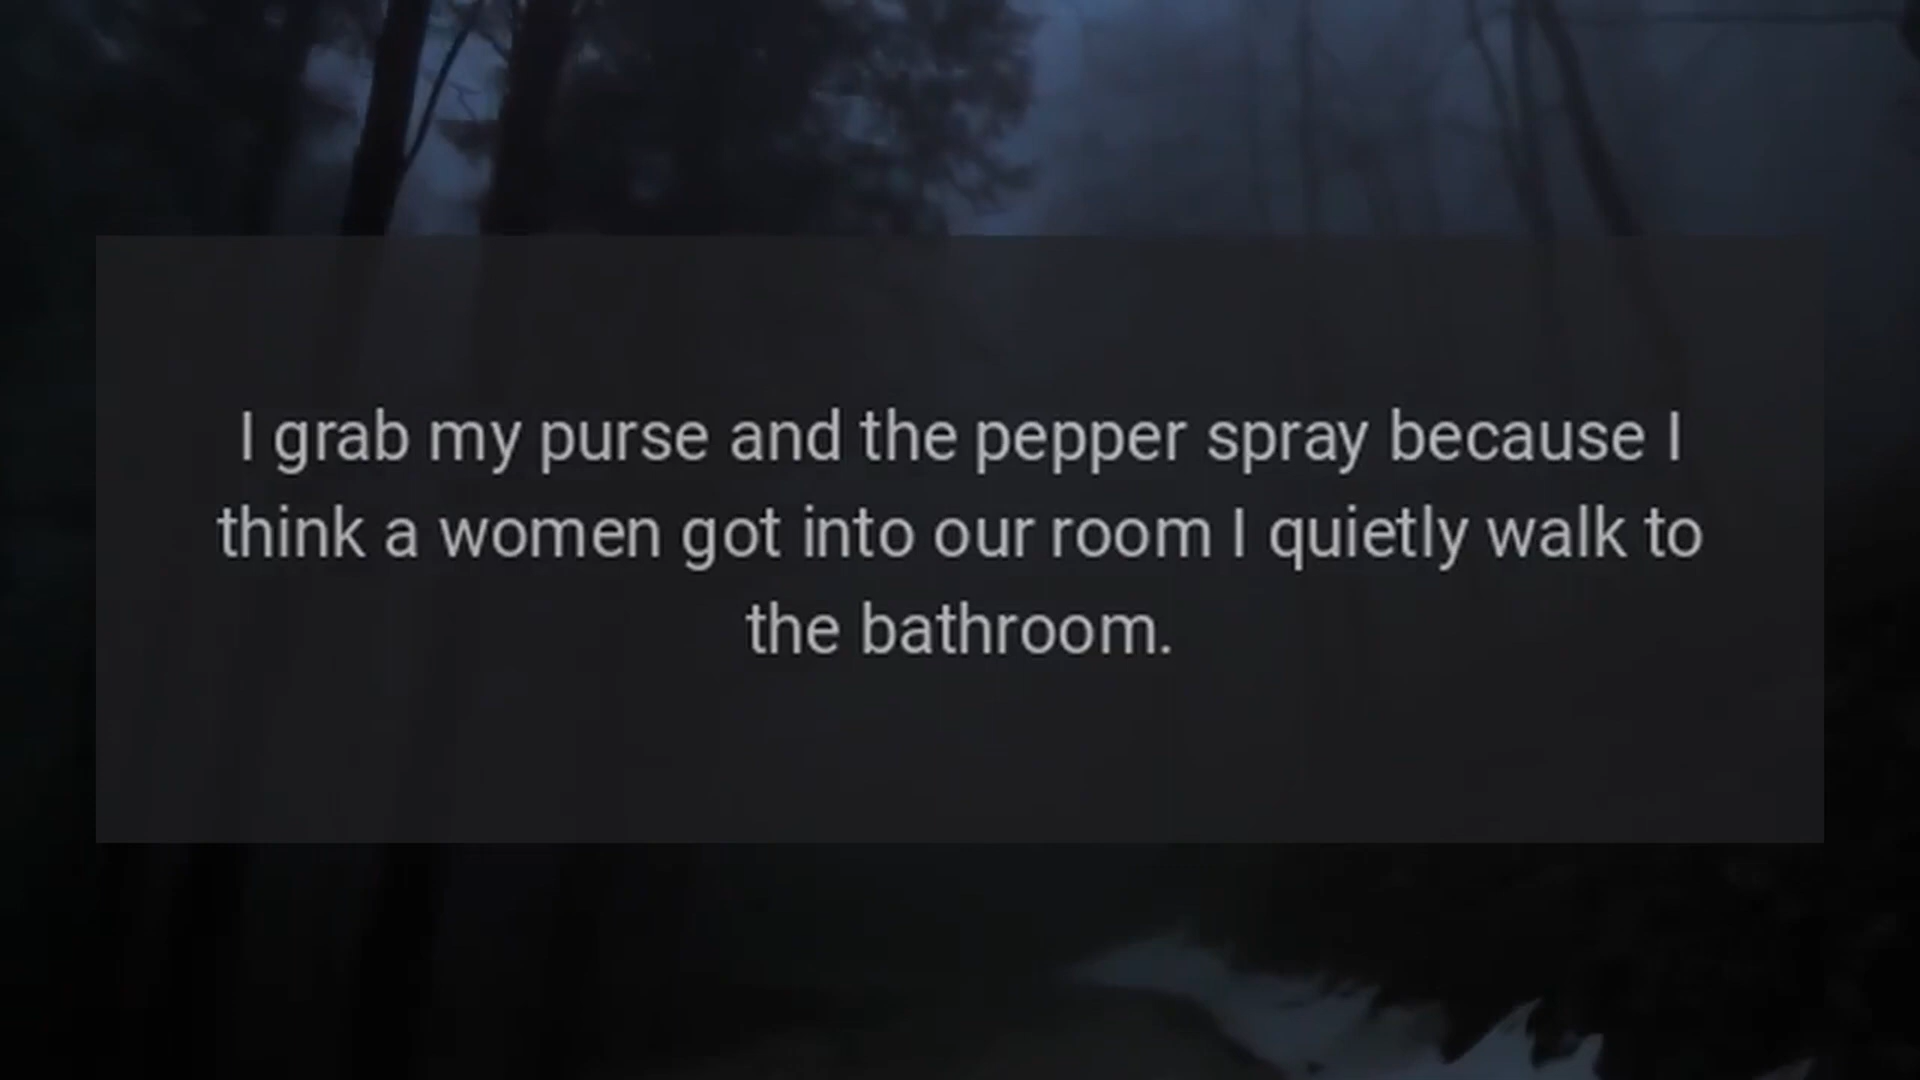 I grab my purse and the pepper spray because I
think a women got into our room I quietly walk to
the bathroom.